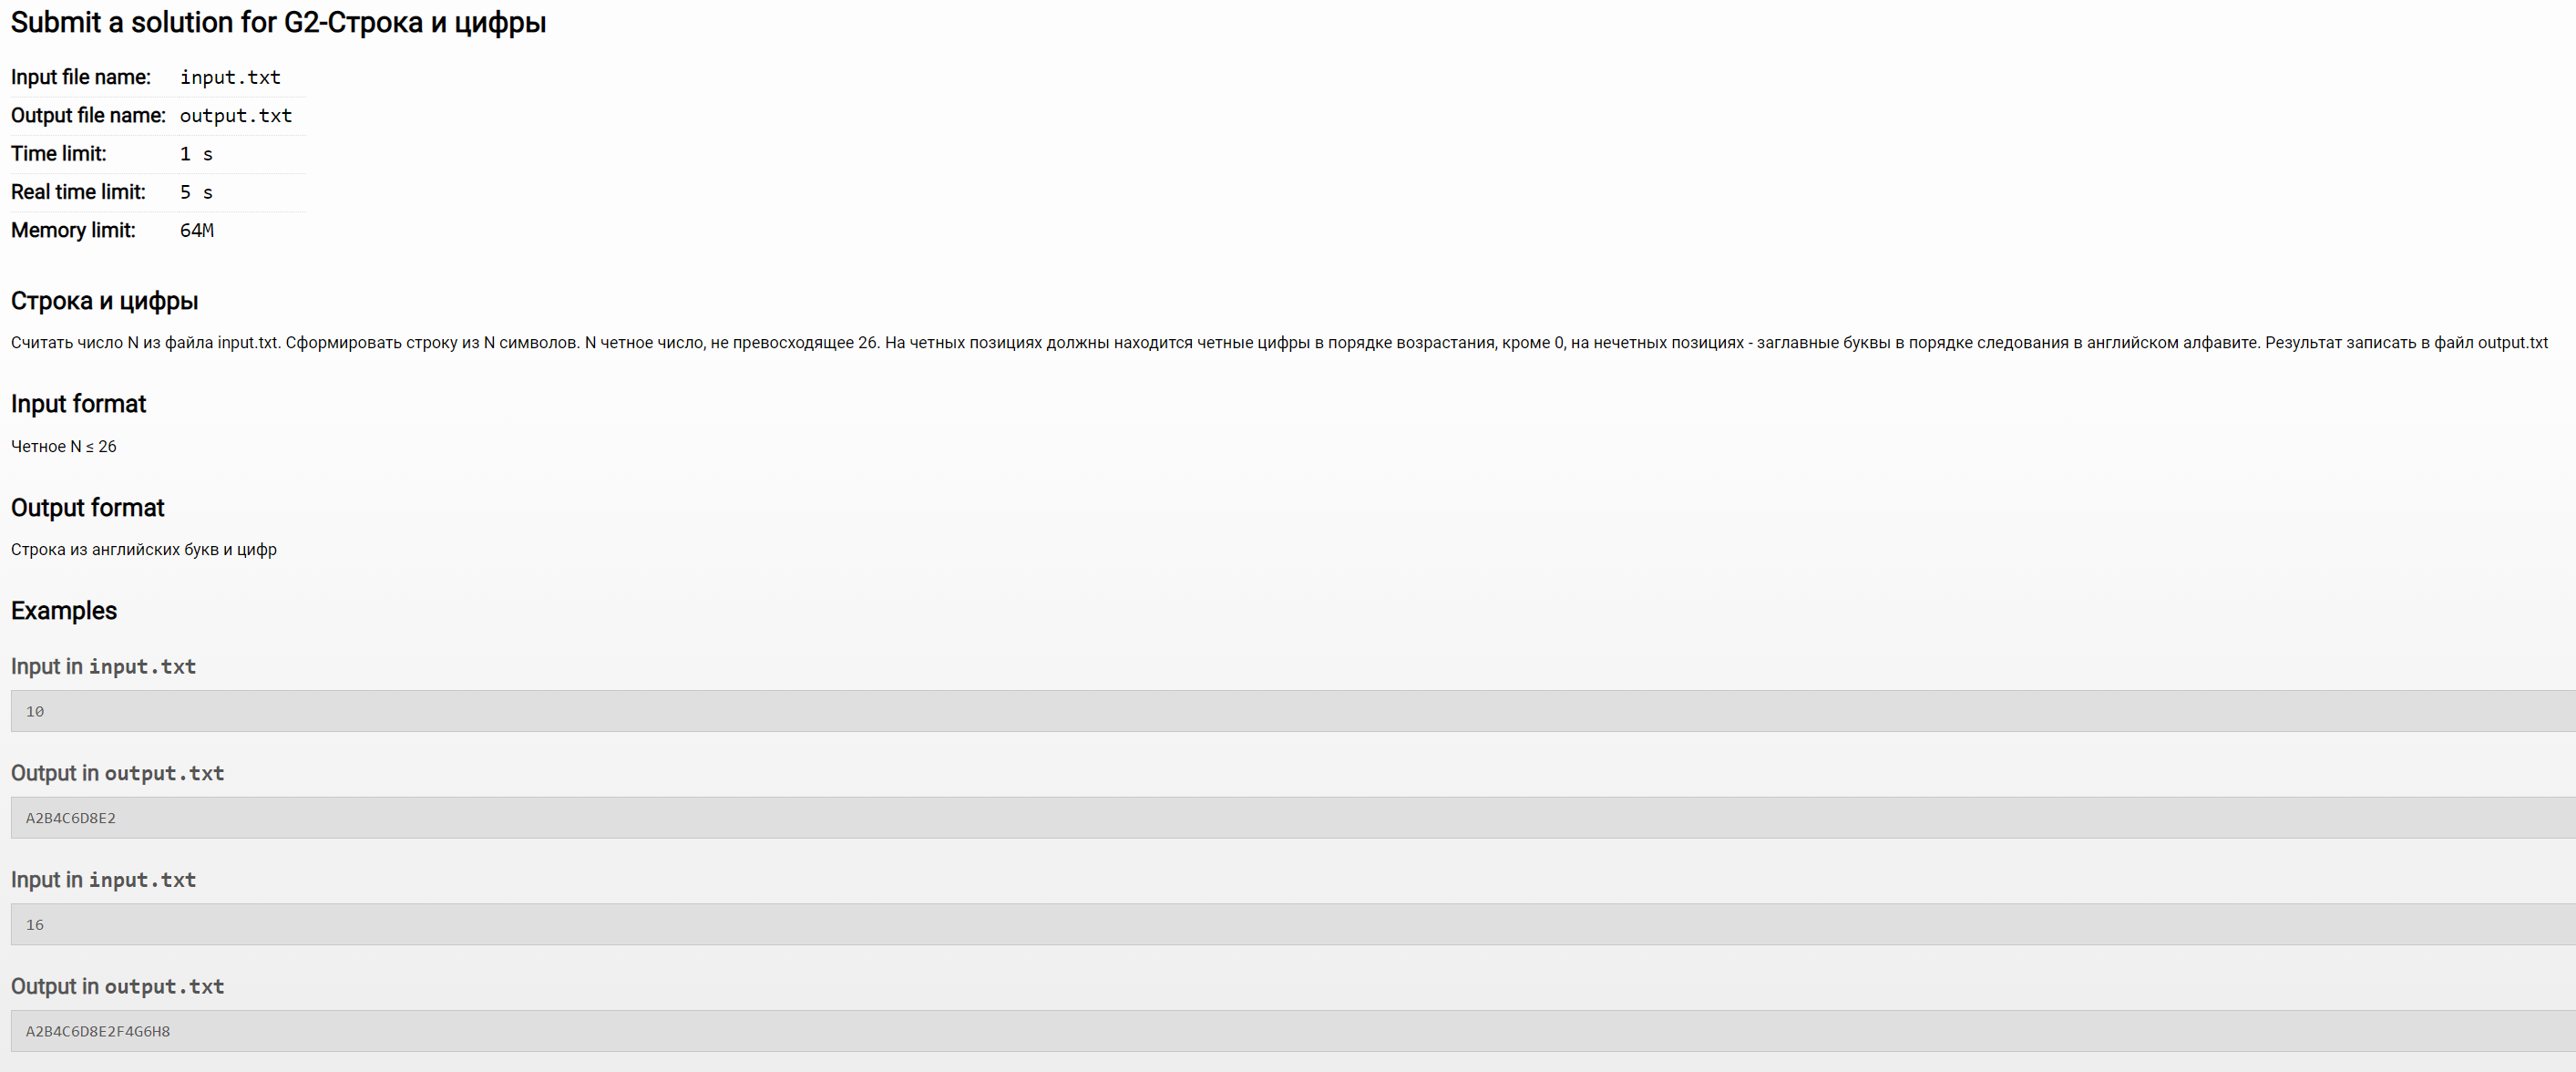 Submit a solution for G2-Строка и цифры
Input file name: input.txt
Output file name: output.txt
Time limit: 1 s
Real time limit: 5 s
Memory limit: 64M
Строка и цифры
Считать число N из файла input.txt. Сформировать строку из N символов. N четное число, не превосходящее 26. На четных позициях должны находится четные цифры в порядке возрастания, кроме 0, на нечетных позициях - заглавные буквы в порядке следования в английском алфавите. Результат записать в файл output.txt
Input format
Четное N ≤ 26
Output format
Строка из английских букв и цифр
Examples
Input in input.txt
10
Output in output.txt
A2B4C6D8E2
Input in input.txt
16
Output in output.txt
A2B4C6D8E2F4G6H8